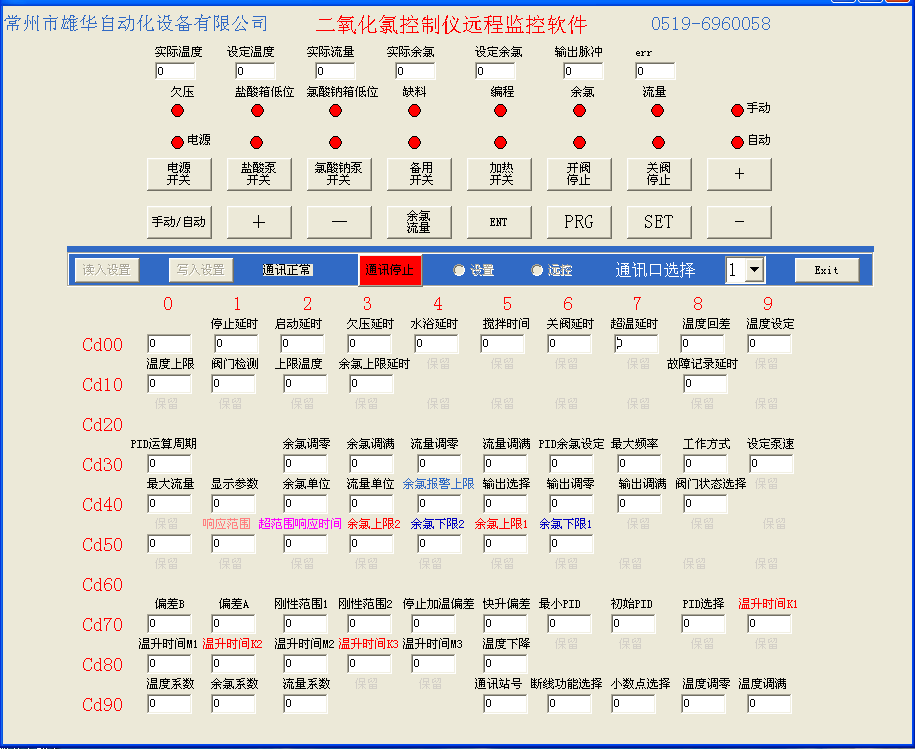 常州市雄华自动化设备有限公司 二氧化氯控制仪远程监控软件 0519-6960058
实际温度 设定温度 实际流量 实际余氯 设定余氯 输出脉冲 err
0 0 0 0 0 0 0
欠压 盐酸箱低位 氯酸钠箱低位 缺料 编程 余氯 流量
手动
电源 自动
电源开关 盐酸泵开关 氯酸钠泵开关 备用开关 加热开关 开阀停止 关阀停止 +
手动/自动 + — 余氯流量 ENT PRG SET -
读入设置 写入设置 通讯正常 通讯停止 设置 远控 通讯口选择 1 Exit
0 1 2 3 4 5 6 7 8 9
停止延时 启动延时 欠压延时 水浴延时 搅拌时间 关阀延时 超温延时 温度回差 温度设定
Cd00 0 0 0 0 0 0 0 0 0
温度上限 阀门检测 上限温度 余氯上限延时 保留 保留 保留 保留 故障记录延时 保留
Cd10 0 0 0 0 0
保留 保留 保留 保留 保留 保留 保留 保留 保留 保留
Cd20
PID运算周期 余氯调零 余氯调满 流量调零 流量调满 PID余氯设定 最大频率 工作方式 设定泵速
Cd30 0 0 0 0 0 0 0 0 0
最大流量 显示参数 余氯单位 流量单位 余氯报警上限 输出选择 输出调零 输出调满 阀门状态选择 保留
Cd40 0 0 0 0 0 0 0 0 0
保留 响应范围 超范围响应时间 余氯上限2 余氯下限2 余氯上限1 余氯下限1 保留 保留 保留
Cd50 0 0 0 0 0 0 0
保留 保留 保留 保留 保留 保留 保留 保留 保留 保留
Cd60
偏差B 偏差A 刚性范围1 刚性范围2 停止加温偏差 快升偏差 最小PID 初始PID PID选择 温升时间K1
Cd70 0 0 0 0 0 0 0 0 0 0
温升时间M1 温升时间K2 温升时间M2 温升时间K3 温升时间M3 温度下降 保留 保留 保留 保留
Cd80 0 0 0 0 0 0
温度系数 余氯系数 流量系数 保留 保留 通讯站号 断线功能选择 小数点选择 温度调零 温度调满
Cd90 0 0 0 0 0 0 0 0